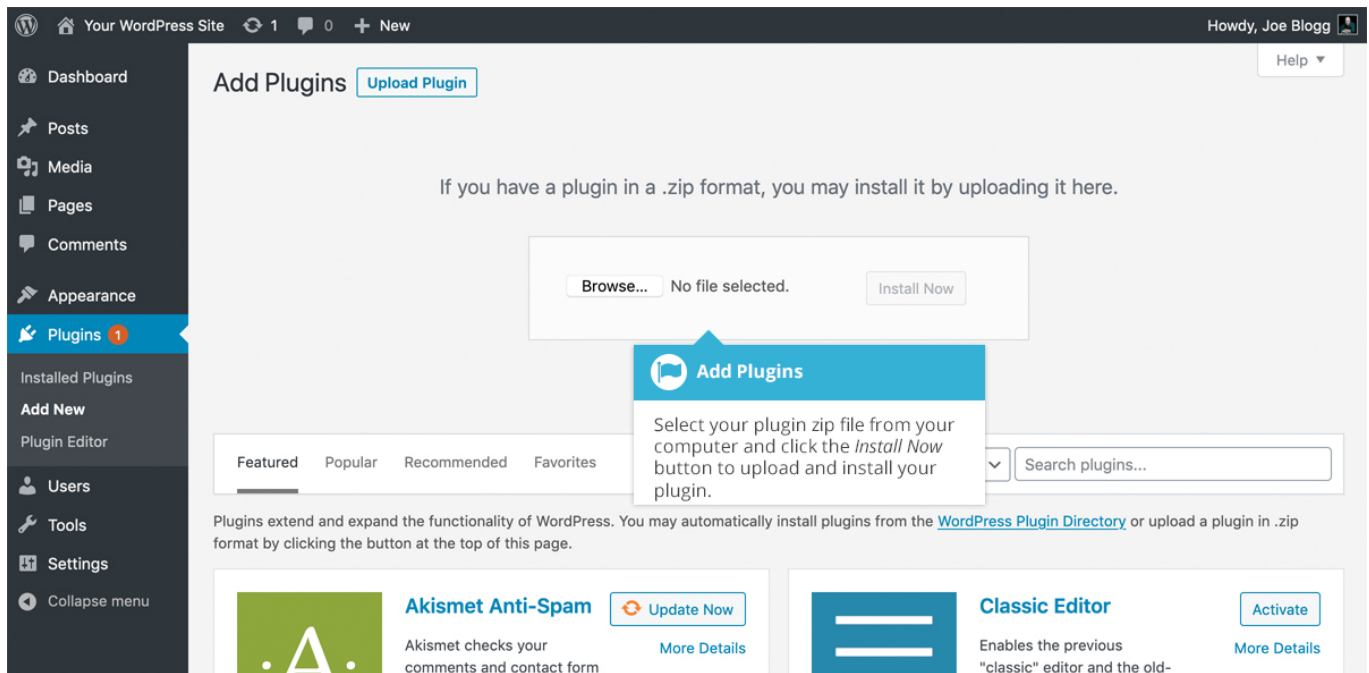 Your WordPress Site 1 0 + New Howdy, Joe Blogg
Help
Dashboard
Posts
Media
Pages
Comments
Appearance
Plugins 1
Installed Plugins
Add New
Plugin Editor
Users
Tools
Settings
Collapse menu
Add Plugins Upload Plugin
If you have a plugin in a .zip format, you may install it by uploading it here.
Browse... No file selected. Install Now
Add Plugins
Select your plugin zip file from your
computer and click the Install Now
button to upload and install your
plugin.
Featured Popular Recommended Favorites Search plugins...
Plugins extend and expand the functionality of WordPress. You may automatically install plugins from the WordPress Plugin Directory or upload a plugin in .zip
format by clicking the button at the top of this page.
A
Akismet Anti-Spam Update Now
Akismet checks your More Details
comments and contact form
Classic Editor Activate
Enables the previous More Details
"classic" editor and the old-